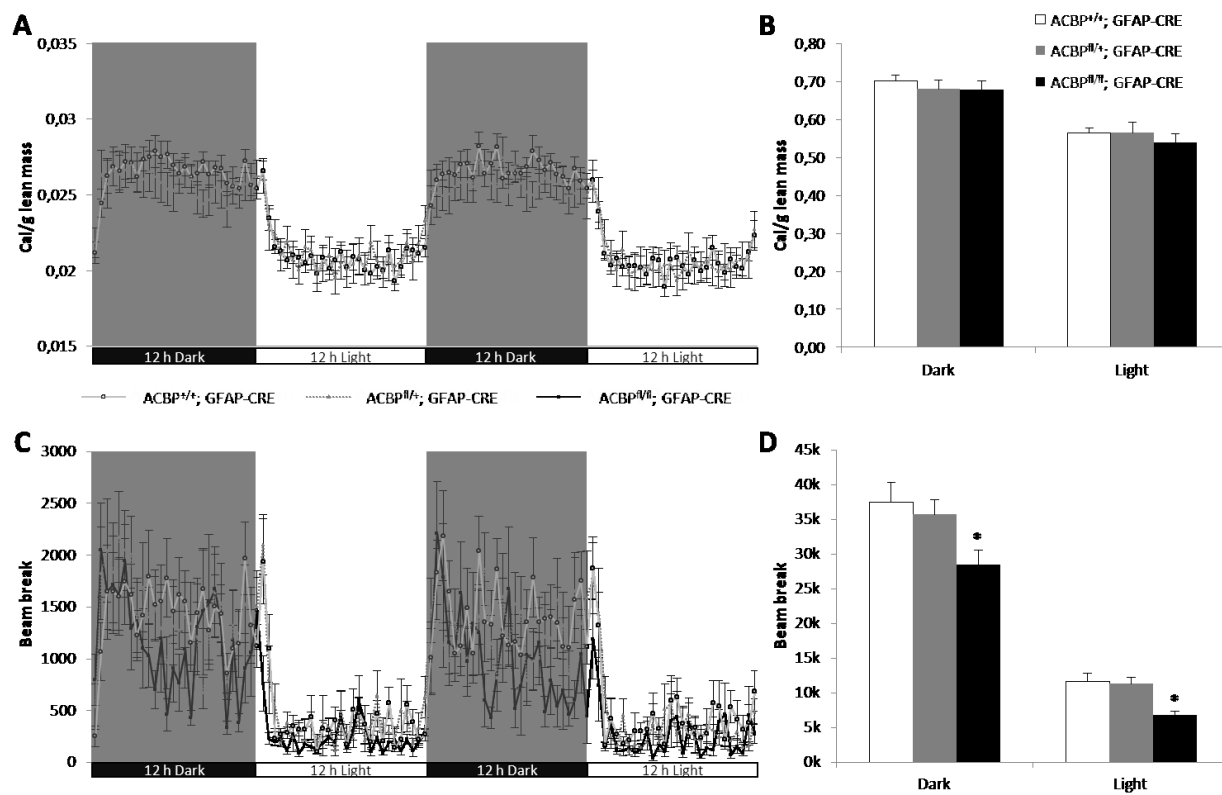 A
0,035
0,03
0,025
0,02
0,015
Cal/g lean mass
12 h Dark
12 h Light
12 h Dark
12 h Light
B
ACBP+/+; GFAP-CRE
ACBPfl/+; GFAP-CRE
ACBPfl/fl; GFAP-CRE
0,80
0,70
0,60
0,50
0,40
0,30
0,20
0,10
0,00
Cal/g lean mass
Dark
Light
ACBP+/+; GFAP-CRE
ACBPfl/+; GFAP-CRE
ACBPfl/fl; GFAP-CRE
C
3000
2500
2000
1500
1000
500
0
Beam break
12 h Dark
12 h Light
12 h Dark
12 h Light
D
45k
40k
35k
30k
25k
20k
15k
10k
5k
0k
Beam break
*
*
Dark
Light